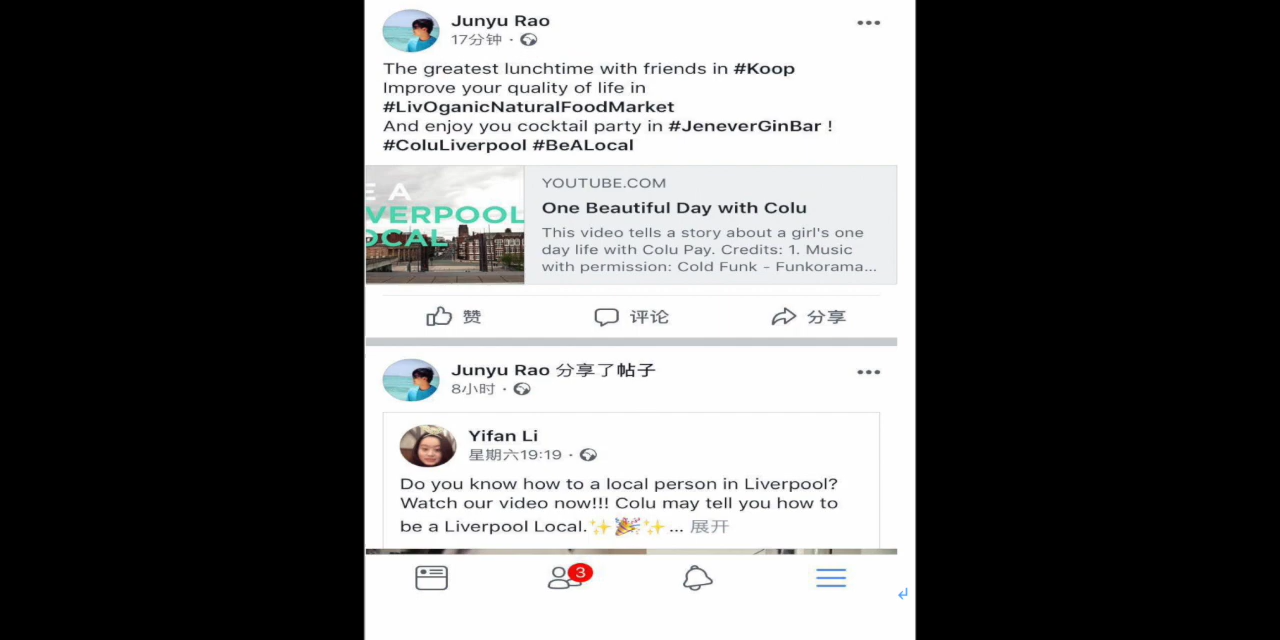 Junyu Rao
17分钟 ·
The greatest lunchtime with friends in #Koop
Improve your quality of life in
#LivOganicNaturalFoodMarket
And enjoy you cocktail party in #JeneverGinBar !
#ColuLiverpool #BeALocal
E A
VERPOOL
OCAL
YOUTUBE.COM
One Beautiful Day with Colu
This video tells a story about a girl's one
day life with Colu Pay. Credits: 1. Music
with permission: Cold Funk - Funkorama...
赞 评论 分享
Junyu Rao 分享了帖子
8小时 ·
Yifan Li
星期六19:19 ·
Do you know how to a local person in Liverpool?
Watch our video now!!! Colu may tell you how to
be a Liverpool Local.✨🎉✨ ... 展开
3